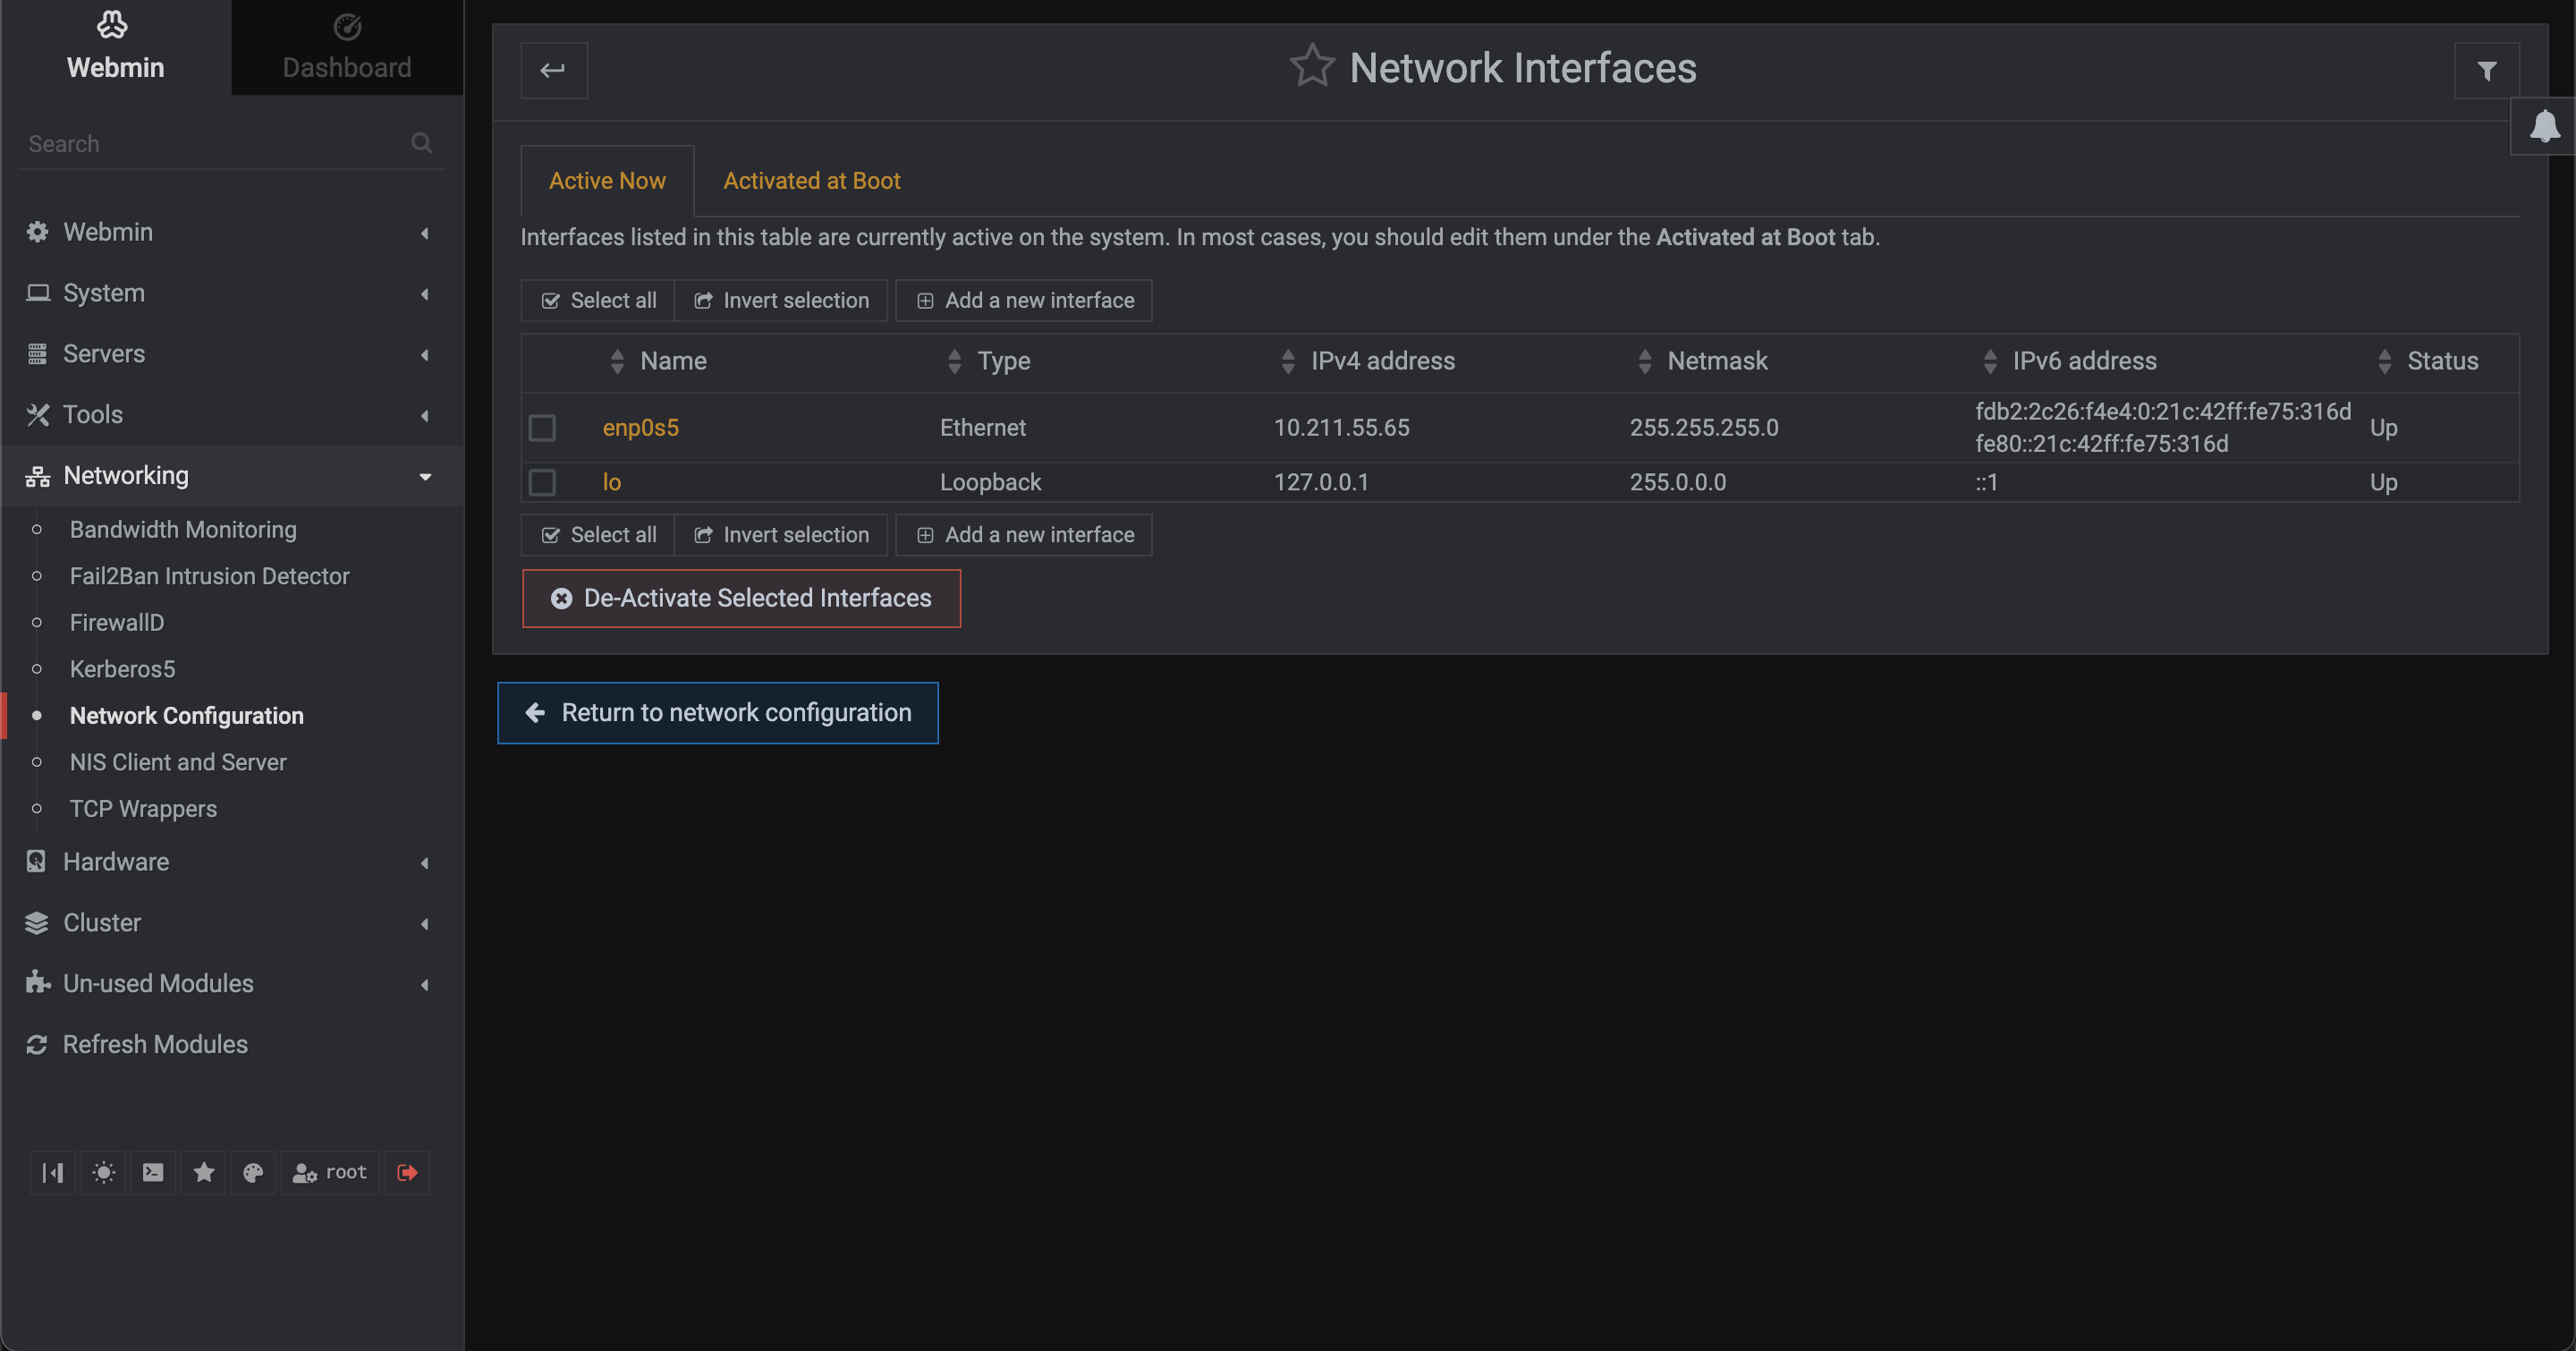 Webmin
Dashboard
Search
Webmin
System
Servers
Tools
Networking
Bandwidth Monitoring
Fail2Ban Intrusion Detector
FirewallD
Kerberos5
Network Configuration
NIS Client and Server
TCP Wrappers
Hardware
Cluster
Un-used Modules
Refresh Modules
root
Network Interfaces
Active Now Activated at Boot
Interfaces listed in this table are currently active on the system. In most cases, you should edit them under the Activated at Boot tab.
Select all Invert selection Add a new interface
Name Type IPv4 address Netmask IPv6 address Status
enp0s5 Ethernet 10.211.55.65 255.255.255.0 fdb2:2c26:f4e4:0:21c:42ff:fe75:316d Up
fe80::21c:42ff:fe75:316d
lo Loopback 127.0.0.1 255.0.0.0 ::1 Up
Select all Invert selection Add a new interface
De-Activate Selected Interfaces
Return to network configuration